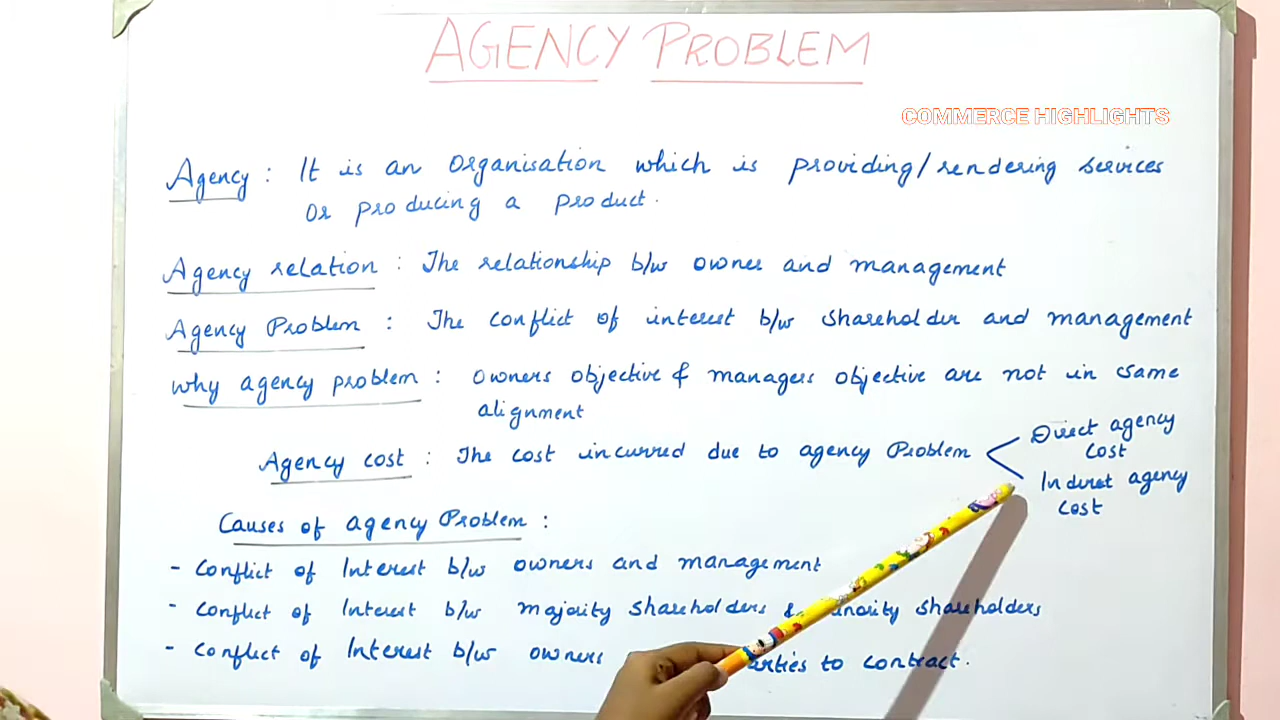 AGENCY PROBLEM
COMMERCE HIGHLIGHTS
Agency : It is an organisation which is providing/rendering services
or producing a product.
Agency relation : The relationship b/w owner and management
Agency Problem : The conflict of interest b/w shareholder and management
why agency problem : owners objective & managers objective are not in same
alignment
Agency cost : The cost incurred due to agency Problem
Direct agency
cost
Indirect agency
cost
Causes of agency Problem :
- conflict of Interest b/w owners and management
- conflict of Interest b/w majority shareholders & shareholders
- conflict of Interest b/w owners to contract.